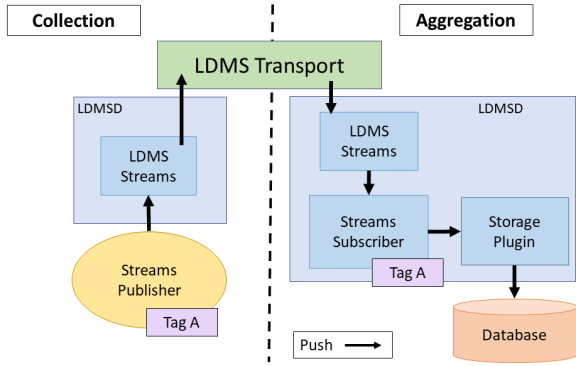 Collection
Aggregation
LDMS Transport
LDMSD
LDMS
Streams
Streams
Publisher
Tag A
LDMSD
LDMS
Streams
Streams
Subscriber
Tag A
Storage
Plugin
Database
Push